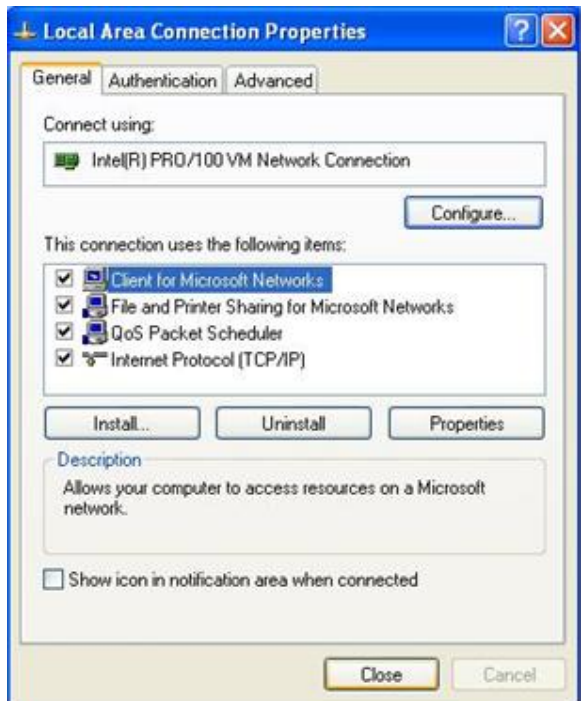 Local Area Connection Properties
General
Authentication
Advanced
Connect using:
Intel(R) PRO/100 VM Network Connection
Configure...
This connection uses the following items:
Client for Microsoft Networks
File and Printer Sharing for Microsoft Networks
QoS Packet Scheduler
Internet Protocol (TCP/IP)
Install...
Uninstall
Properties
Description
Allows your computer to access resources on a Microsoft
network.
Show icon in notification area when connected
Close
Cancel